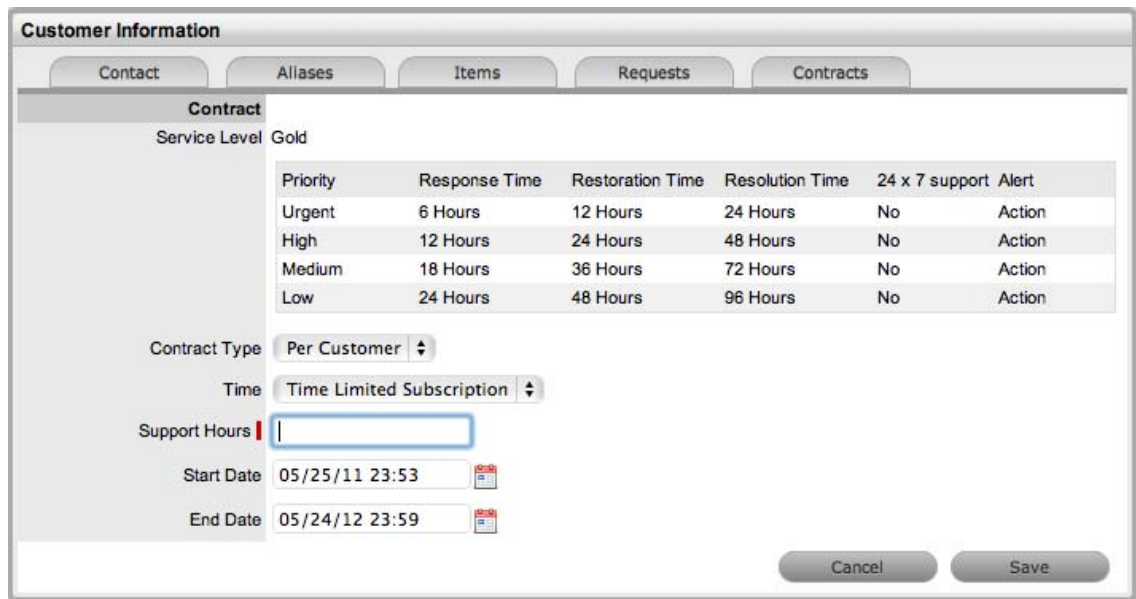 Customer Information
Contact Aliases Items Requests Contracts
Contract
Service Level Gold
Priority Response Time Restoration Time Resolution Time 24 x 7 support Alert
Urgent 6 Hours 12 Hours 24 Hours No Action
High 12 Hours 24 Hours 48 Hours No Action
Medium 18 Hours 36 Hours 72 Hours No Action
Low 24 Hours 48 Hours 96 Hours No Action
Contract Type Per Customer
Time Time Limited Subscription
Support Hours
Start Date 05/25/11 23:53
End Date 05/24/12 23:59
Cancel Save